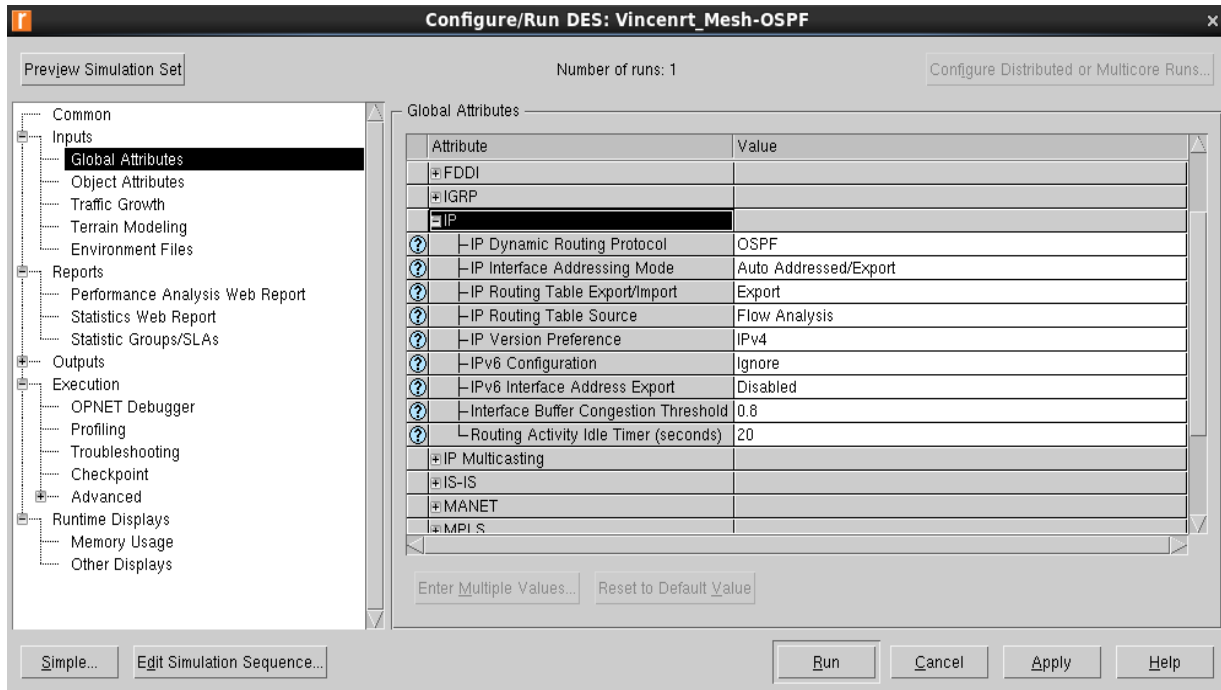 Configure/Run DES: Vincenrt_Mesh-OSPF
Preview Simulation Set
Number of runs: 1
Configure Distributed or Multicore Runs...
Common
Inputs
Global Attributes
Object Attributes
Traffic Growth
Terrain Modeling
Environment Files
Reports
Performance Analysis Web Report
Statistics Web Report
Statistic Groups/SLAs
Outputs
Execution
OPNET Debugger
Profiling
Troubleshooting
Checkpoint
Advanced
Runtime Displays
Memory Usage
Other Displays
Global Attributes
Attribute Value
FDDI
IGRP
IP
IP Dynamic Routing Protocol OSPF
IP Interface Addressing Mode Auto Addressed/Export
IP Routing Table Export/Import Export
IP Routing Table Source Flow Analysis
IP Version Preference IPv4
IPv6 Configuration Ignore
IPv6 Interface Address Export Disabled
Interface Buffer Congestion Threshold 0.8
Routing Activity Idle Timer (seconds) 20
IP Multicasting
IS-IS
MANET
MPLS
Enter Multiple Values... Reset to Default Value
Simple... Edit Simulation Sequence... Run Cancel Apply Help